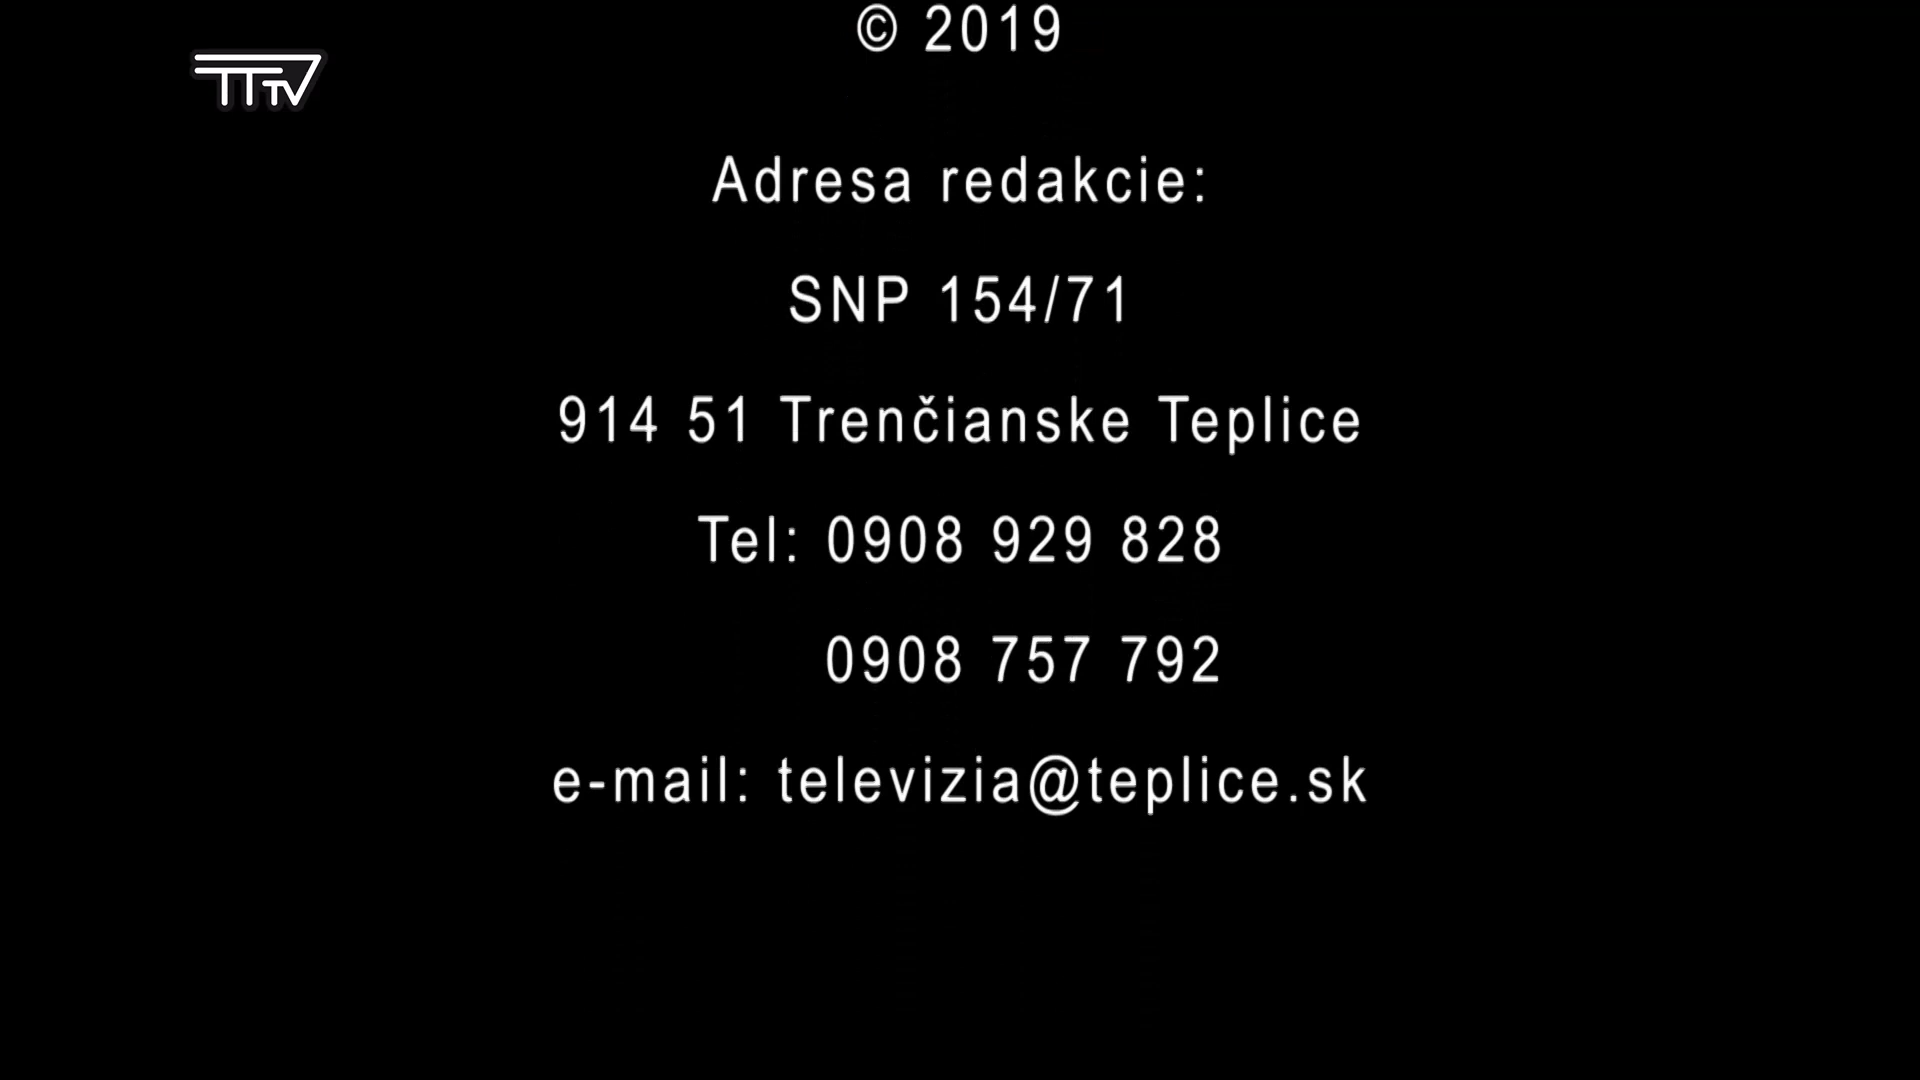 © 2019
TTTV
Adresa redakcie:
SNP 154/71
914 51 Trenčianske Teplice
Tel: 0908 929 828
0908 757 792
e-mail: televizia@teplice.sk